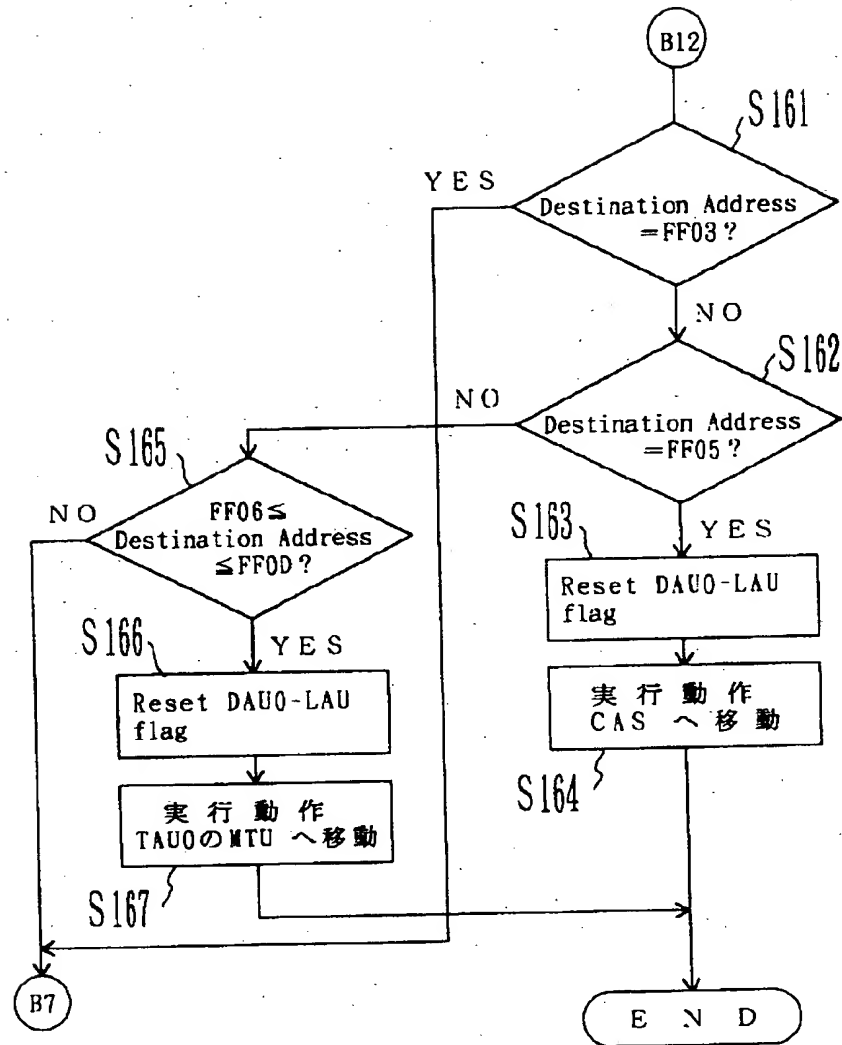 B12
S161
YES
Destination Address
=FF03?
NO
S162
NO
Destination Address
=FF05?
S165
NO
FF06≦
Destination Address
≦FF0D?
S163
YES
Reset DAU0-LAU
flag
S166
YES
Reset DAU0-LAU
flag
実行動作
CAS へ移動
S164
実行動作
TAU0のMTU へ移動
S167
B7
END